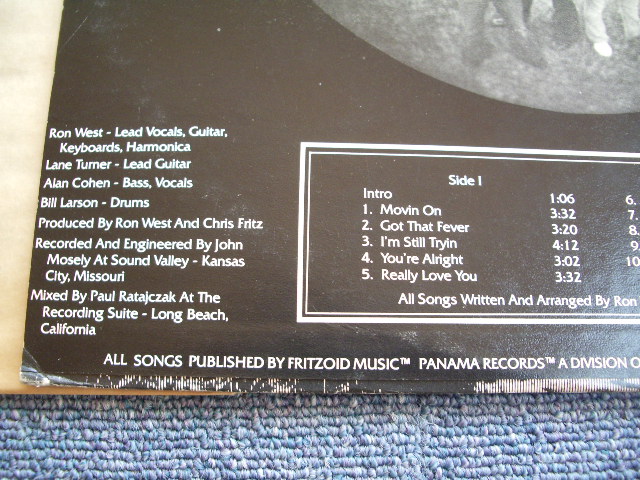 Ron West - Lead Vocals, Guitar,
Keyboards, Harmonica
Lane Turner - Lead Guitar
Alan Cohen - Bass, Vocals
Bill Larson - Drums
Produced By Ron West And Chris Fritz
Recorded And Engineered By John
Mosely At Sound Valley - Kansas
City, Missouri
Mixed By Paul Ratajczak At The
Recording Suite - Long Beach,
California
Side 1
Intro 1:06 6.
1. Movin On 3:32 7.
2. Got That Fever 3:20 8.
3. I'm Still Tryin 4:12 9.
4. You're Alright 3:02 10
5. Really Love You 3:32
All Songs Written And Arranged By Ron
ALL SONGS PUBLISHED BY FRITZOID MUSIC™ PANAMA RECORDS™ A DIVISION O